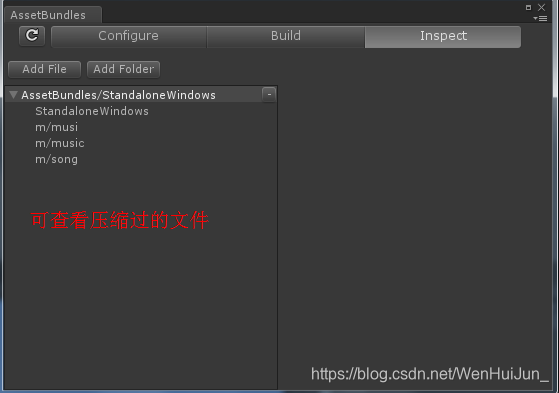 AssetBundles
Configure Build Inspect
Add File Add Folder
AssetBundles/StandaloneWindows -
StandaloneWindows
m/musi
m/music
m/song
可查看压缩过的文件
https://blog.csdn.net/WenHuiJun_